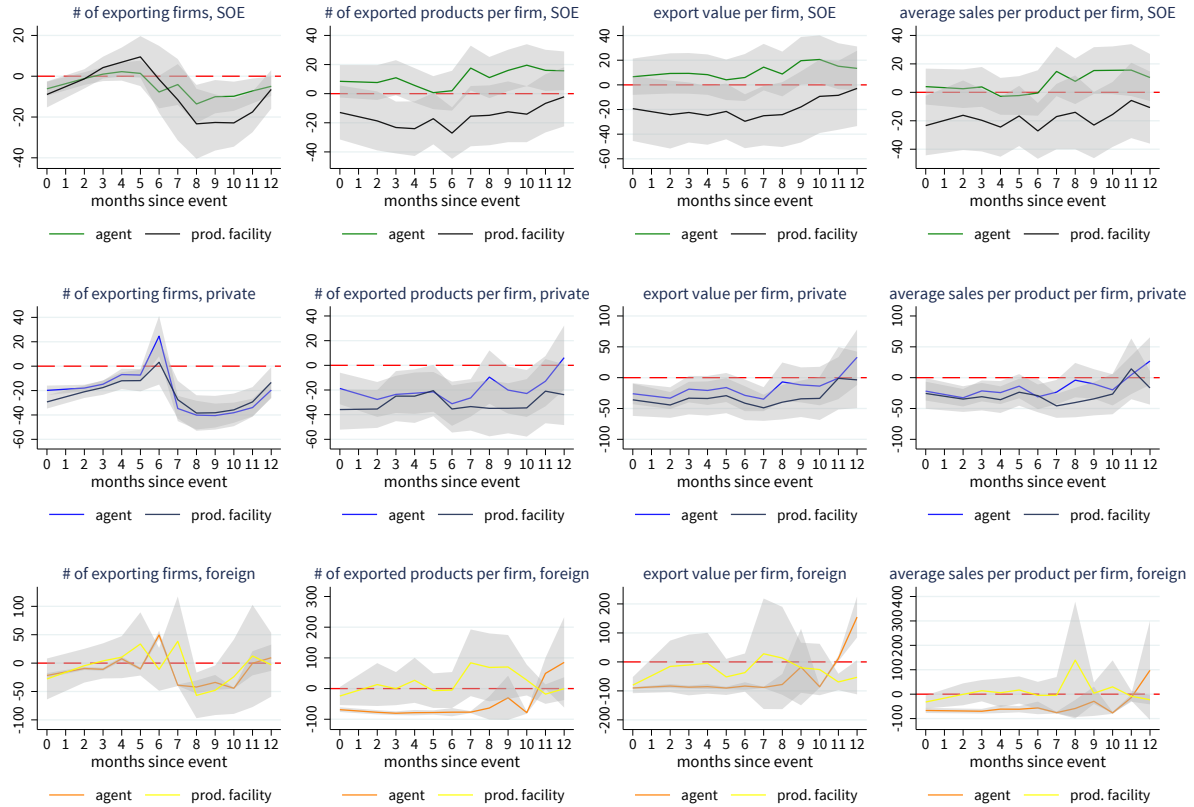 # of exporting firms, SOE
20
0
-20
-40
0 1 2 3 4 5 6 7 8 9 10 11 12
months since event
agent prod. facility
# of exported products per firm, SOE
40
20
0
-20
-40
0 1 2 3 4 5 6 7 8 9 10 11 12
months since event
agent prod. facility
export value per firm, SOE
40
20
0
-20
-40
-60
0 1 2 3 4 5 6 7 8 9 10 11 12
months since event
agent prod. facility
average sales per product per firm, SOE
40
20
0
-20
-40
0 1 2 3 4 5 6 7 8 9 10 11 12
months since event
agent prod. facility
# of exporting firms, private
40
20
0
-20
-40
-60
0 1 2 3 4 5 6 7 8 9 10 11 12
months since event
agent prod. facility
# of exported products per firm, private
40
20
0
-20
-40
-60
0 1 2 3 4 5 6 7 8 9 10 11 12
months since event
agent prod. facility
export value per firm, private
100
50
0
-50
-100
0 1 2 3 4 5 6 7 8 9 10 11 12
months since event
agent prod. facility
average sales per product per firm, private
100
50
0
-50
-100
0 1 2 3 4 5 6 7 8 9 10 11 12
months since event
agent prod. facility
# of exporting firms, foreign
100
50
0
-50
-100
0 1 2 3 4 5 6 7 8 9 10 11 12
months since event
agent prod. facility
# of exported products per firm, foreign
300
200
100
0
-100
0 1 2 3 4 5 6 7 8 9 10 11 12
months since event
agent prod. facility
export value per firm, foreign
200
100
0
-100
-200
0 1 2 3 4 5 6 7 8 9 10 11 12
months since event
agent prod. facility
average sales per product per firm, foreign
400
300
200
100
0
-100
0 1 2 3 4 5 6 7 8 9 10 11 12
months since event
agent prod. facility